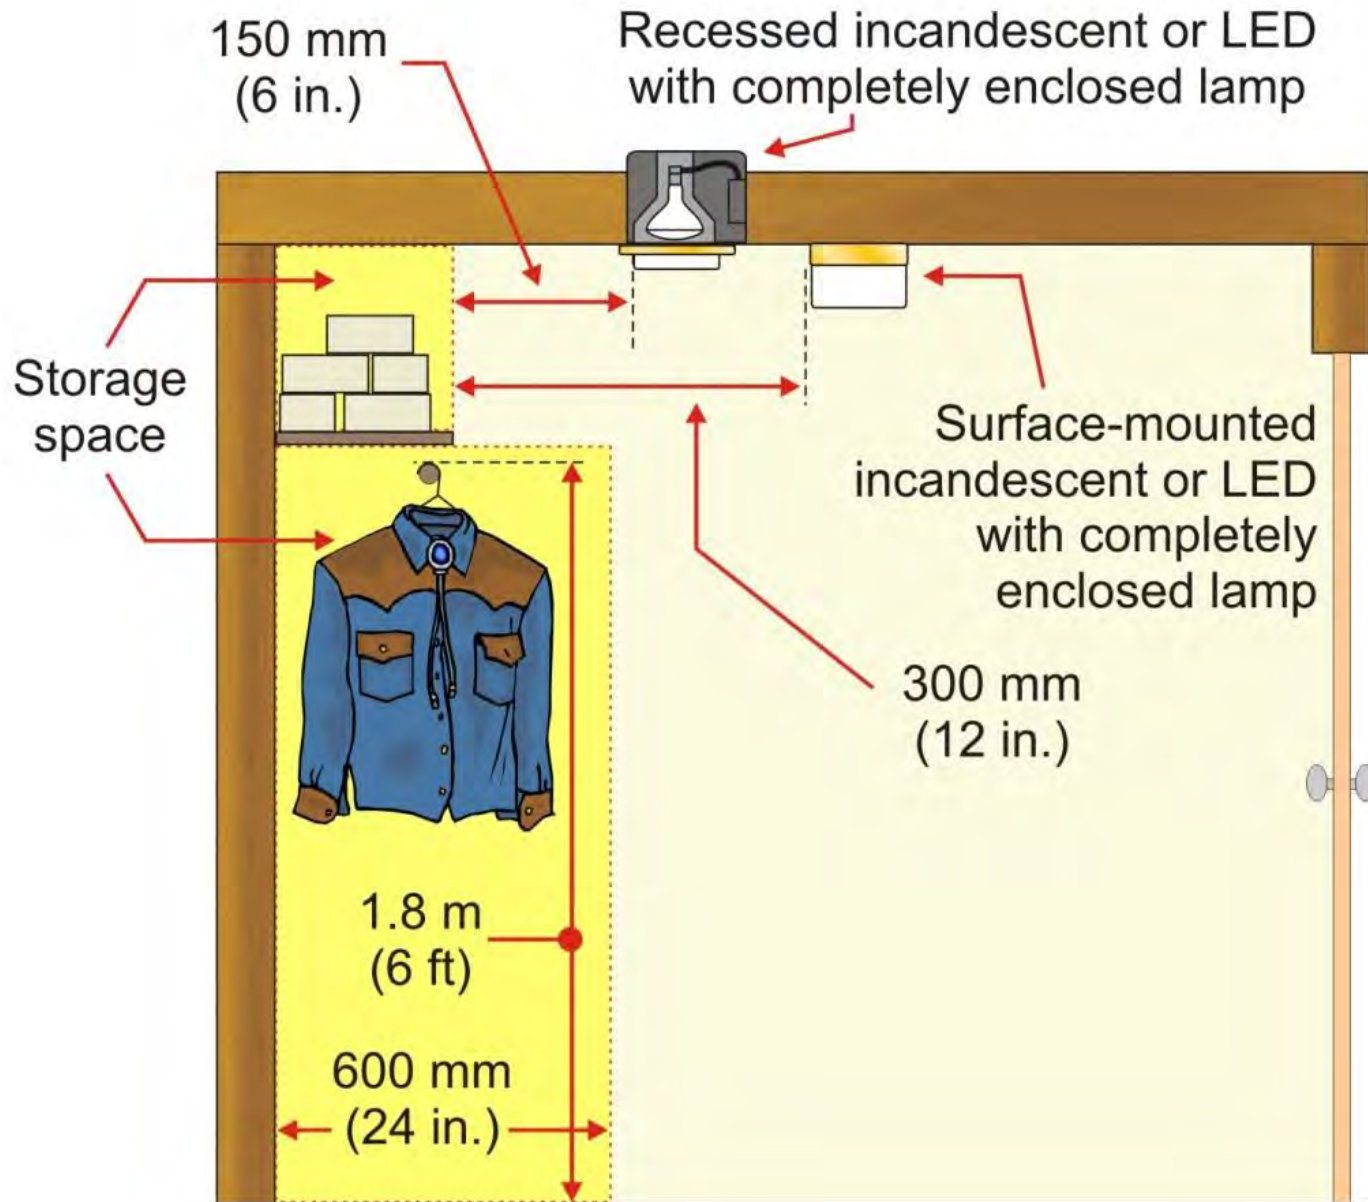 150 mm
(6 in.)
Recessed incandescent or LED
with completely enclosed lamp
Storage
space
Surface-mounted
incandescent or LED
with completely
enclosed lamp
300 mm
(12 in.)
1.8 m
(6 ft)
600 mm
(24 in.)